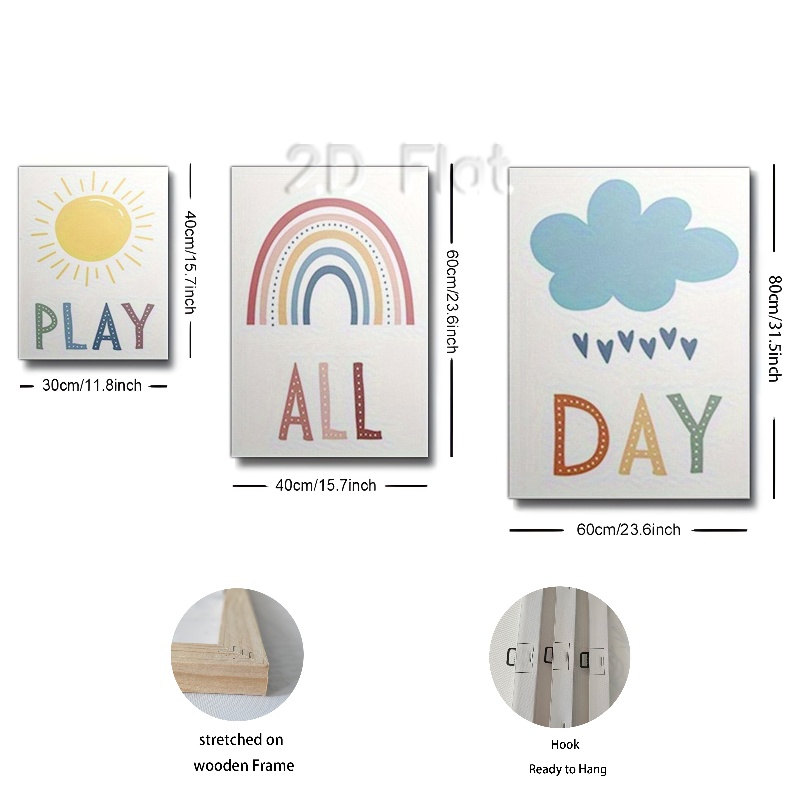 2D Flat
PLAY
40cm/15.7inch
30cm/11.8inch
ALL
60cm/23.6inch
40cm/15.7inch
DAY
80cm/31.5inch
60cm/23.6inch
stretched on
wooden Frame
Hook
Ready to Hang